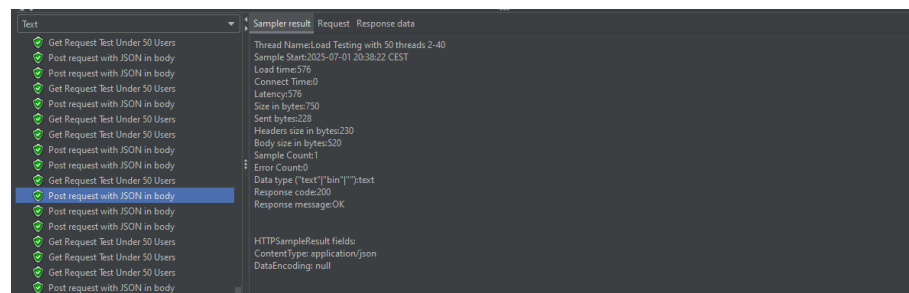 Text
Get Request Test Under 50 Users
Post request with JSON in body
Post request with JSON in body
Get Request Test Under 50 Users
Post request with JSON in body
Get Request Test Under 50 Users
Get Request Test Under 50 Users
Post request with JSON in body
Post request with JSON in body
Get Request Test Under 50 Users
Post request with JSON in body
Post request with JSON in body
Post request with JSON in body
Get Request Test Under 50 Users
Get Request Test Under 50 Users
Get Request Test Under 50 Users
Post request with JSON in body
Sampler result Request Response data
Thread Name:Load Testing with 50 threads 2-40
Sample Start:2025-07-01 20:38:22 CEST
Load time:576
Connect Time:0
Latency:576
Size in bytes:750
Sent bytes:228
Headers size in bytes:230
Body size in bytes:520
Sample Count:1
Error Count:0
Data type ("text"|"bin"|""):text
Response code:200
Response message:OK
HTTPSampleResult fields:
ContentType: application/json
DataEncoding: null